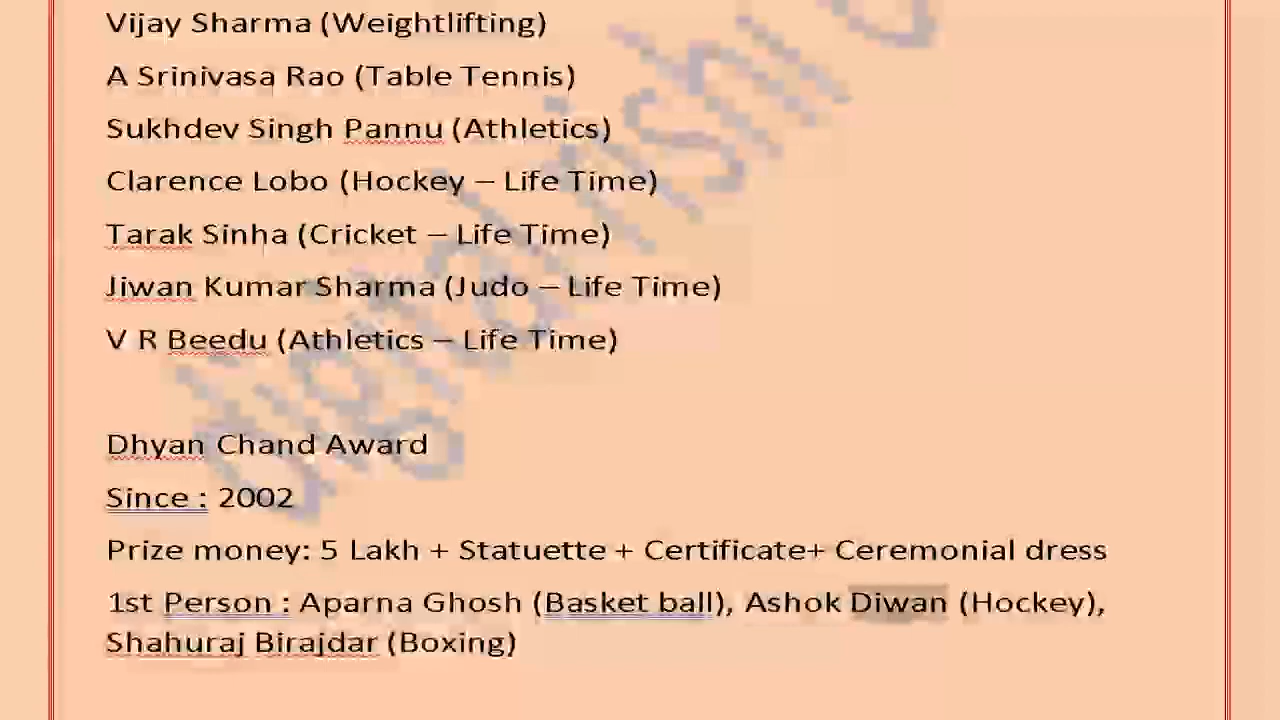 Vijay Sharma (Weightlifting)
A Srinivasa Rao (Table Tennis)
Sukhdev Singh Pannu (Athletics)
Clarence Lobo (Hockey – Life Time)
Tarak Sinha (Cricket – Life Time)
Jiwan Kumar Sharma (Judo – Life Time)
V R Beedu (Athletics – Life Time)
Dhyan Chand Award
Since : 2002
Prize money: 5 Lakh + Statuette + Certificate+ Ceremonial dress
1st Person : Aparna Ghosh (Basket ball), Ashok Diwan (Hockey),
Shahuraj Birajdar (Boxing)